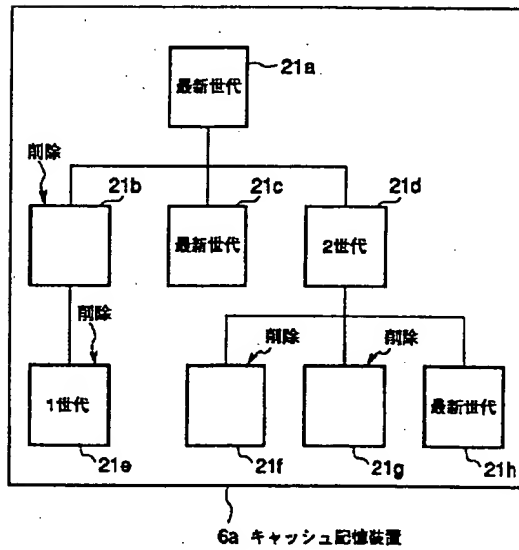 21a
最新世代
削除
21b
21c
21d
最新世代
2世代
削除
削除
削除
1世代
最新世代
21e
21f
21g
21h
6a キャッシュ記憶装置